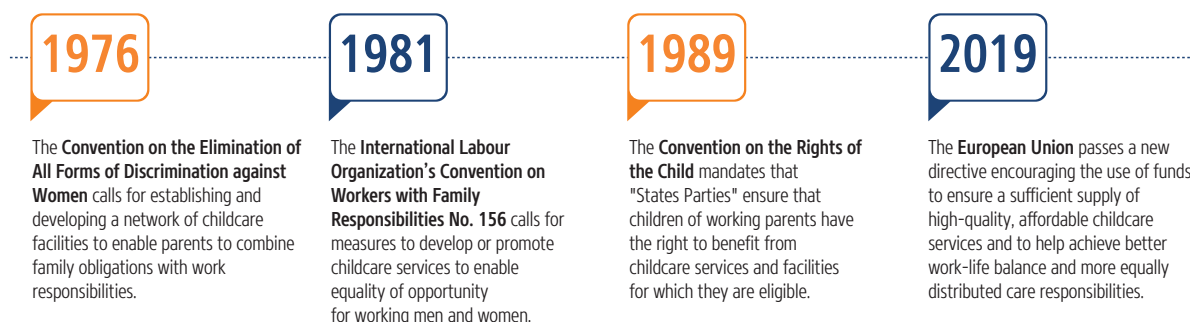 1976
The Convention on the Elimination of
All Forms of Discrimination against
Women calls for establishing and
developing a network of childcare
facilities to enable parents to combine
family obligations with work
responsibilities.
1981
The International Labour
Organization's Convention on
Workers with Family
Responsibilities No. 156 calls for
measures to develop or promote
childcare services to enable
equality of opportunity
for working men and women.
1989
The Convention on the Rights of
the Child mandates that
"States Parties" ensure that
children of working parents have
the right to benefit from
childcare services and facilities
for which they are eligible.
2019
The European Union passes a new
directive encouraging the use of funds
to ensure a sufficient supply of
high-quality, affordable childcare
services and to help achieve better
work-life balance and more equally
distributed care responsibilities.